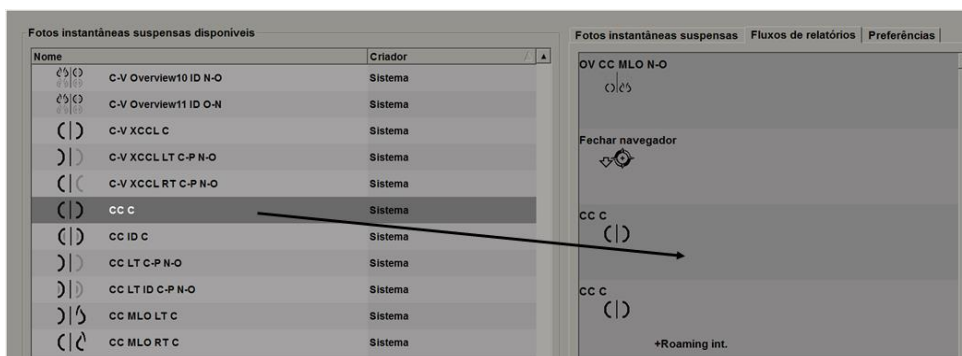 Fotos instantâneas suspensas disponíveis
Nome Criador
C-V Overview10 ID N-O Sistema
C-V Overview11 ID O-N Sistema
C-V XCCL C Sistema
C-V XCCL LT C-P N-O Sistema
C-V XCCL RT C-P N-O Sistema
CC C Sistema
CC ID C Sistema
CC LT C-P N-O Sistema
CC LT ID C-P N-O Sistema
CC MLO LT C Sistema
CC MLO RT C Sistema
Fotos instantâneas suspensas Fluxos de relatórios Preferências
OV CC MLO N-O
Fechar navegador
CC C
CC C
+Roaming int.